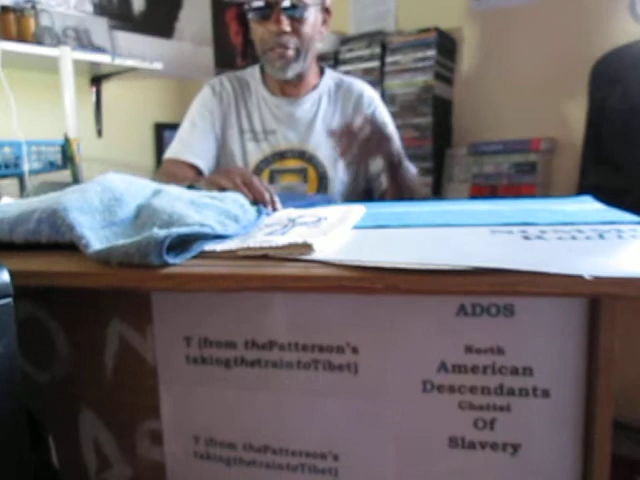 T (from thePatterson's
takingthetraintoTibet)
T (from thePatterson's
takingthetraintoTibet)
ADOS
North
American
Descendants
Chattel
Of
Slavery